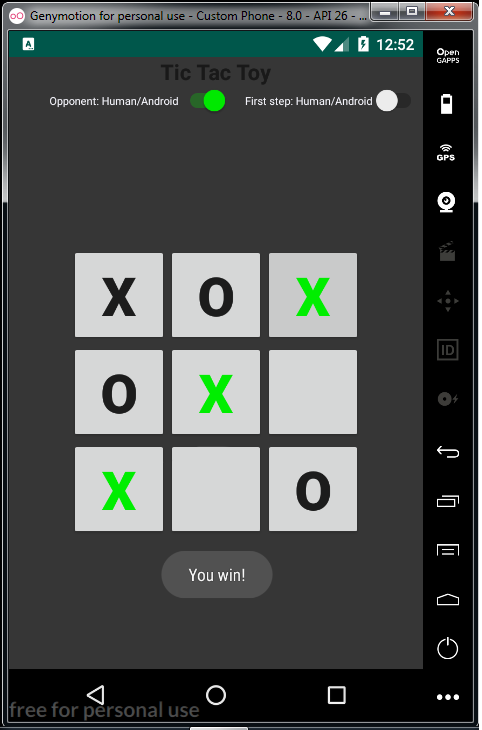 Genymotion for personal use - Custom Phone - 8.0 - API 26 - ...
A 12:52
Tic Tac Toy
Opponent: Human/Android First step: Human/Android
X O X
O X
X O
You win!
free for personal use
Open
GAPPS
GPS
ID